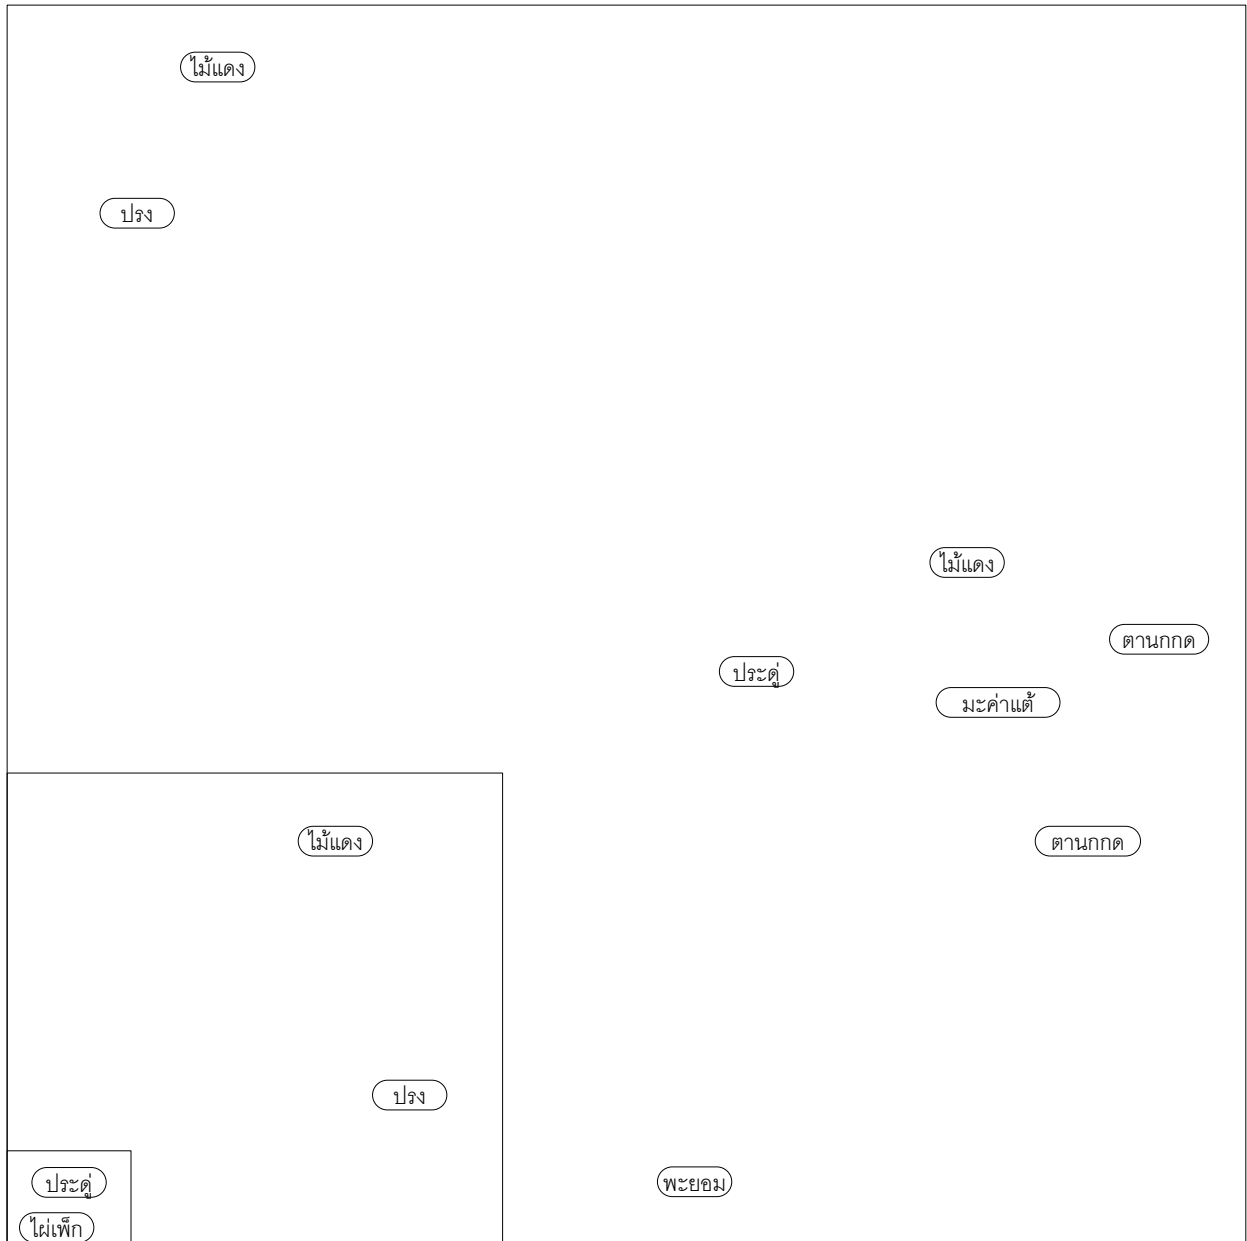 ไม้แดง
ปรง
ไม้แดง
ตานกกด
ประดู่
มะค่าแต้
ไม้แดง
ตานกกด
ปรง
ประดู่
พะยอม
ไผ่เพ็ก